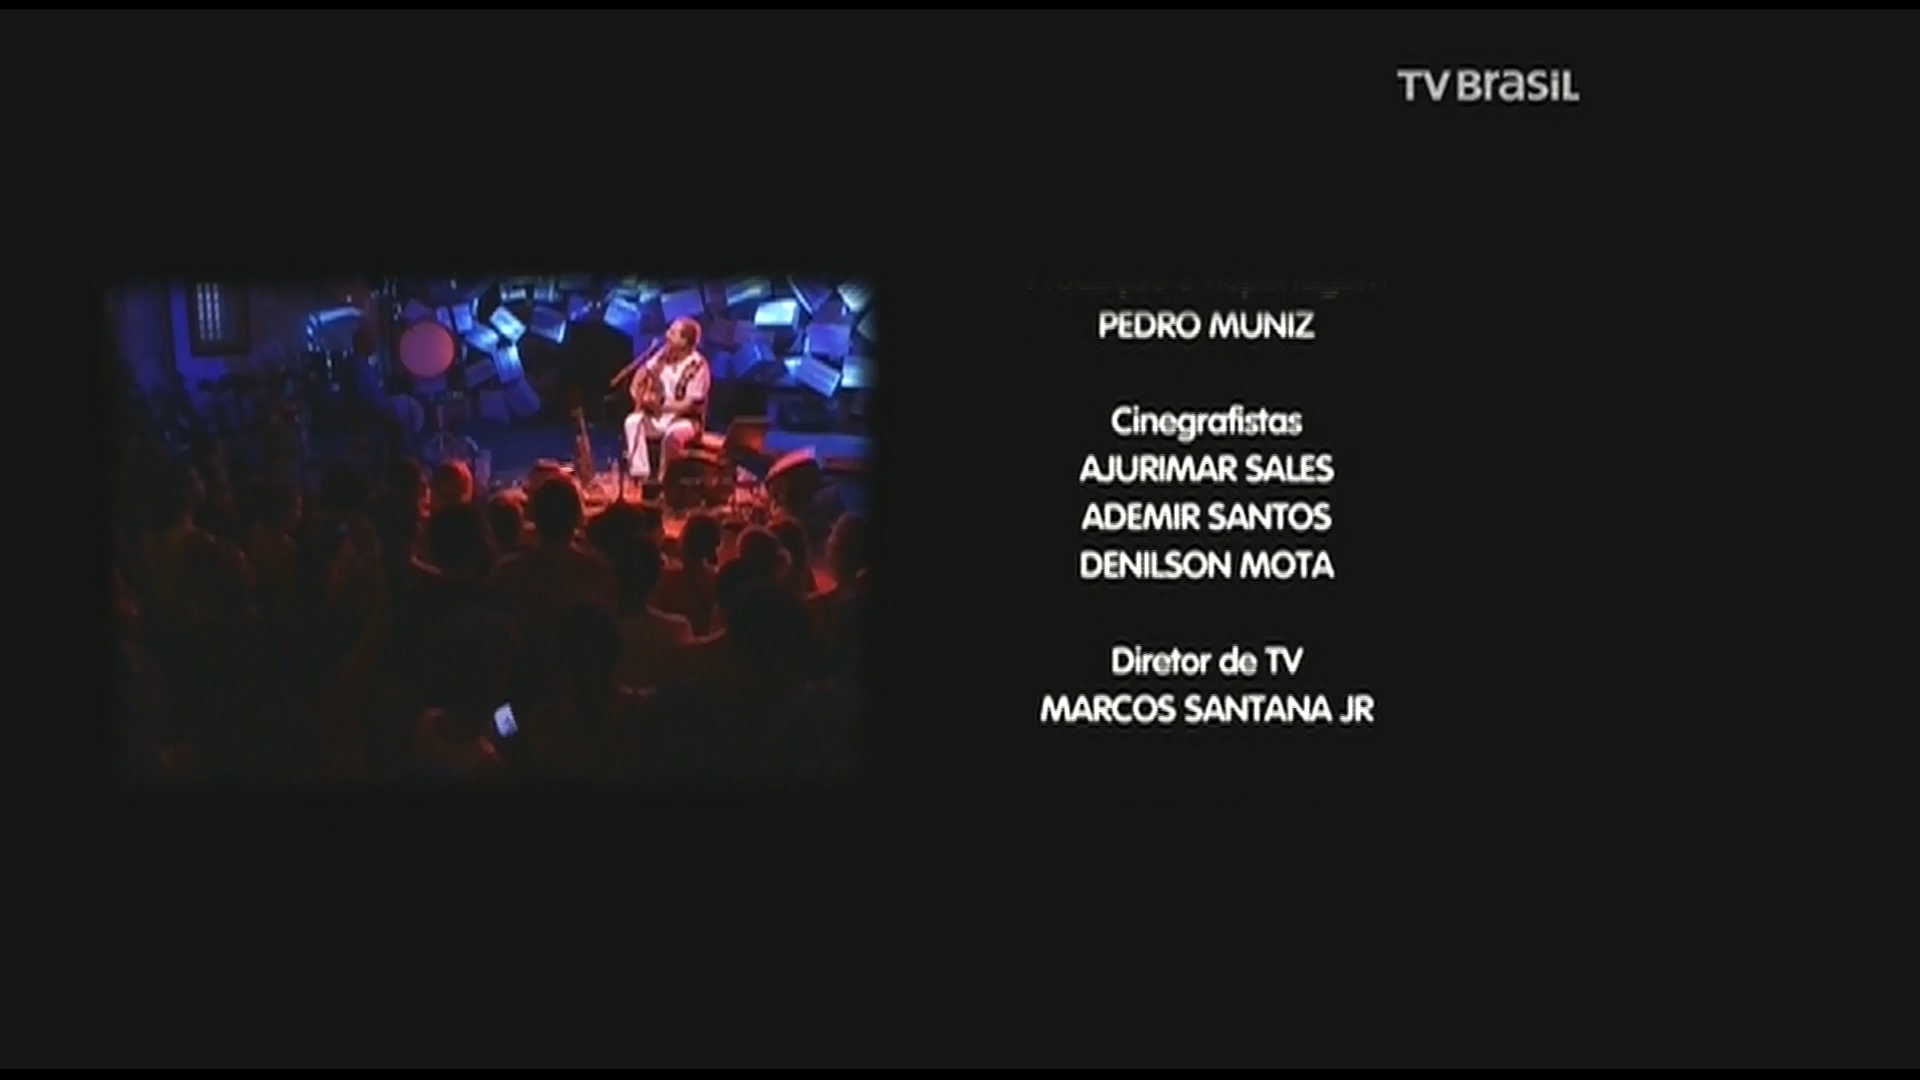 TV BrasiL
PEDRO MUNIZ
Cinegrafistas
AJURIMAR SALES
ADEMIR SANTOS
DENILSON MOTA
Diretor de TV
MARCOS SANTANA JR